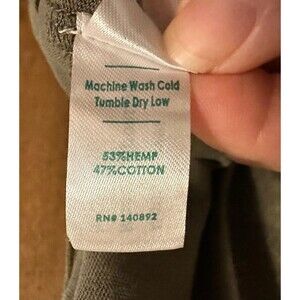 Machine Wash Cold
Tumble Dry Low
53%HEMP
47%COTTON
RN# 140892